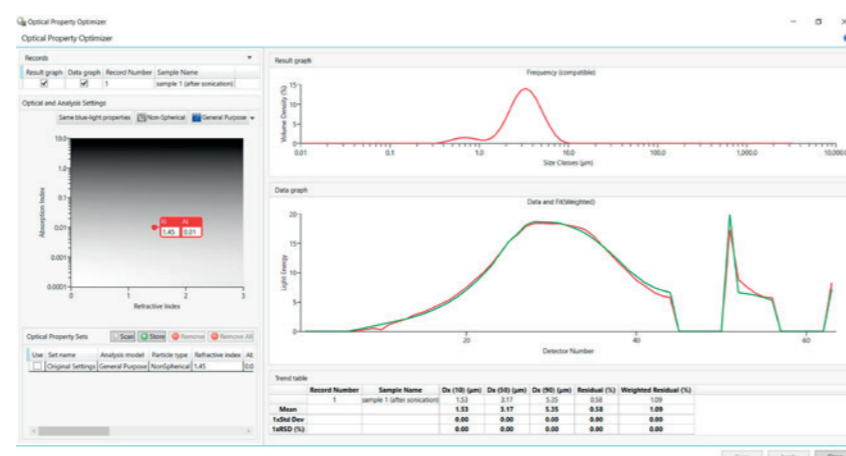 Optical Property Optimizer
Optical Property Optimizer
Records
Result graph Data graph Record Number Sample Name
1 sample 1 (after sonication)
Optical and Analysis Settings
Same blue-light properties Non-Spherical General Purpose
10.0
1.0
0.1
0.01
0.001
0.0001
Absorption Index
RI AI
1.45 0.01
0 1 2 3
Refractive Index
Optical Property Sets Scan Store Remove Remove All
Use Set name Analysis model Particle type Refractive index
Original Settings General Purpose NonSpherical 1.45 0.0
Result graph
Frequency (compatible)
Volume Density (%)
15
10
5
0
0.01 0.1 1.0 10.0 100.0 1,000.0 10,000.0
Size Classes (µm)
Data graph
Data and Fit(Weighted)
Light Energy
20
15
10
5
0
20 40 60
Detector Number
Trend table
Record Number Sample Name Dx (10) (µm) Dx (50) (µm) Dx (90) (µm) Residual (%) Weighted Residual (%)
1 sample 1 (after sonication) 1.53 3.17 5.35 0.58 1.09
Mean 1.53 3.17 5.35 0.58 1.09
1xStd Dev 0.00 0.00 0.00 0.00 0.00
1xRSD (%) 0.00 0.00 0.00 0.00 0.00